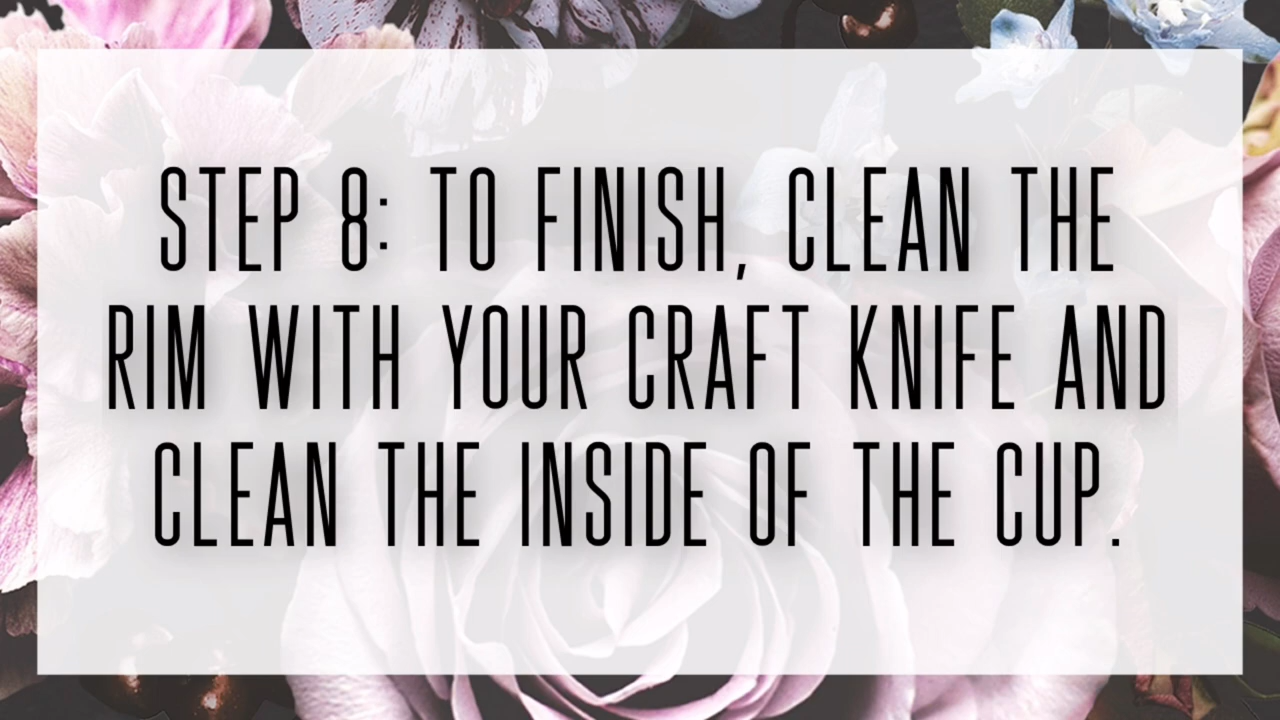 STEP 8: TO FINISH, CLEAN THE
RIM WITH YOUR CRAFT KNIFE AND
CLEAN THE INSIDE OF THE CUP.